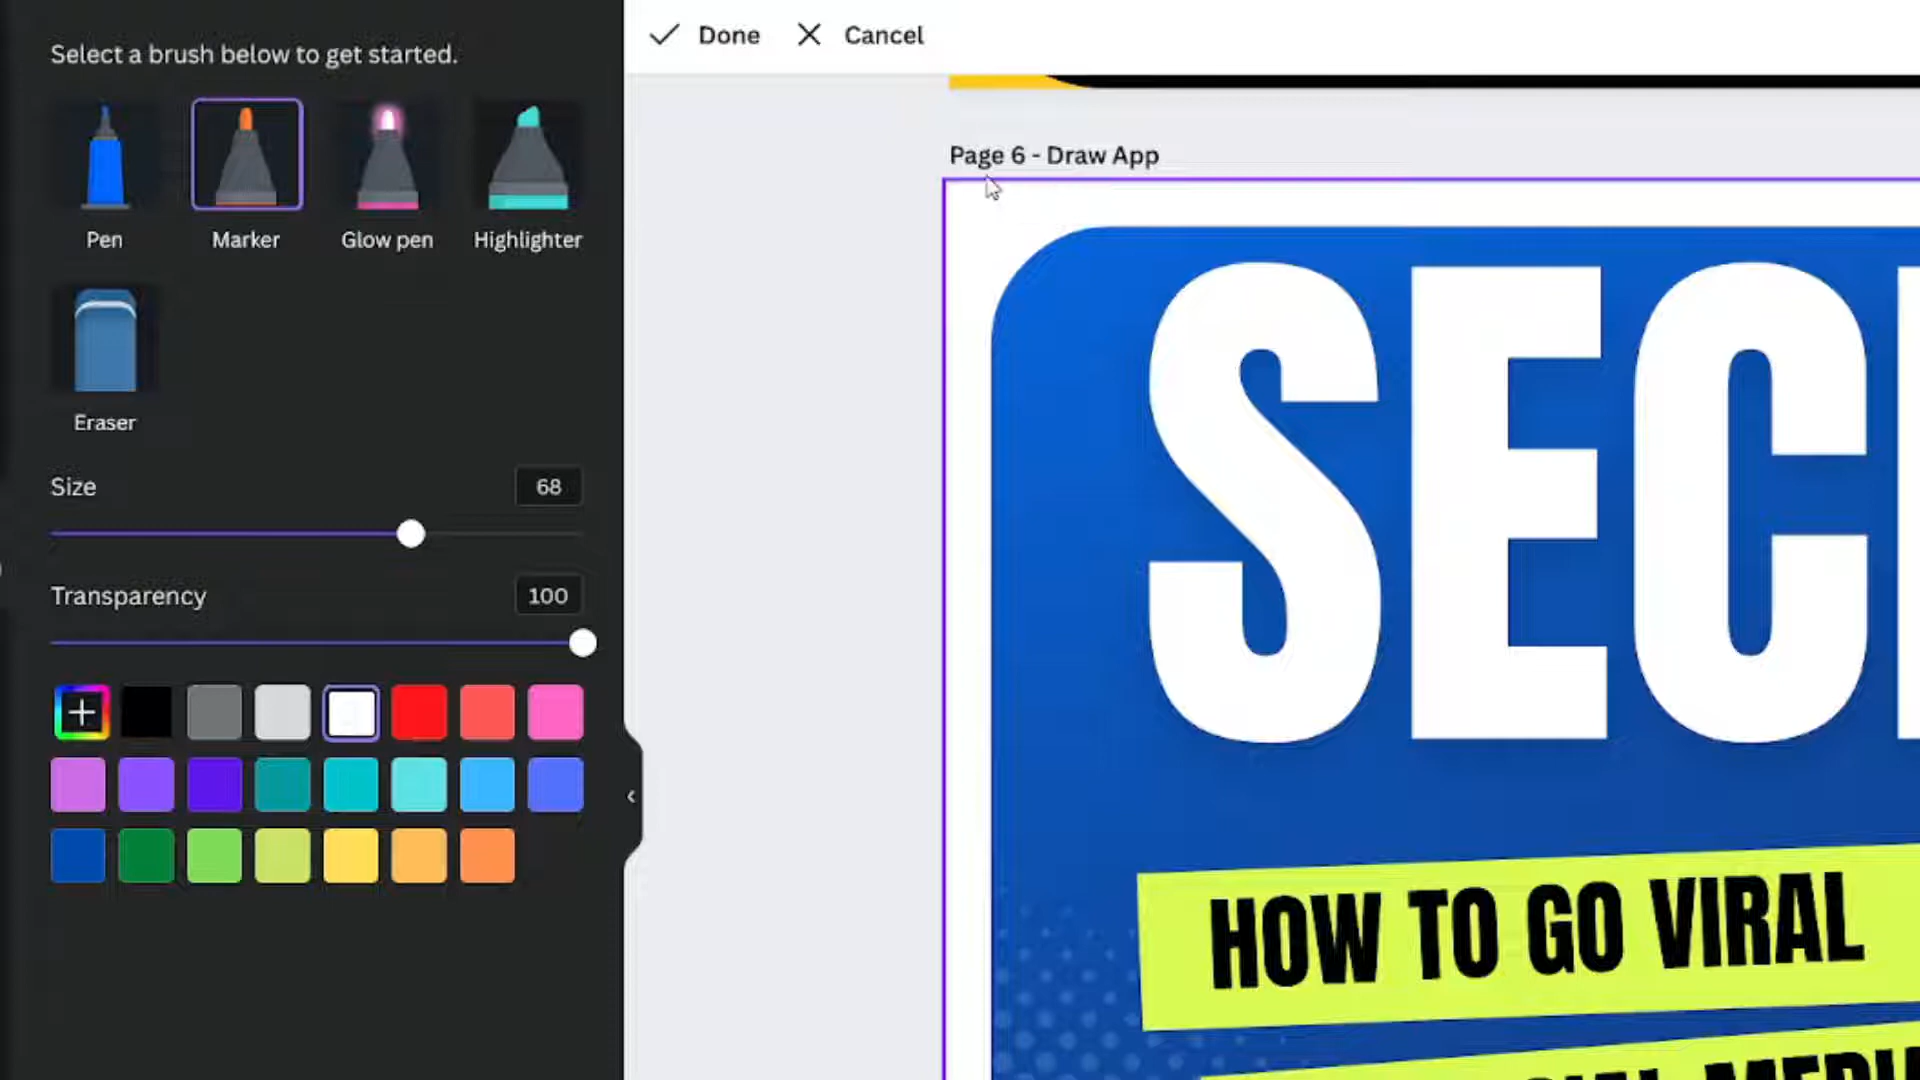 Select a brush below to get started.
Done
Cancel
Pen
Marker
Glow pen
Highlighter
Eraser
Size
68
Transparency
100
Page 6 - Draw App
SEC
HOW TO GO VIRAL